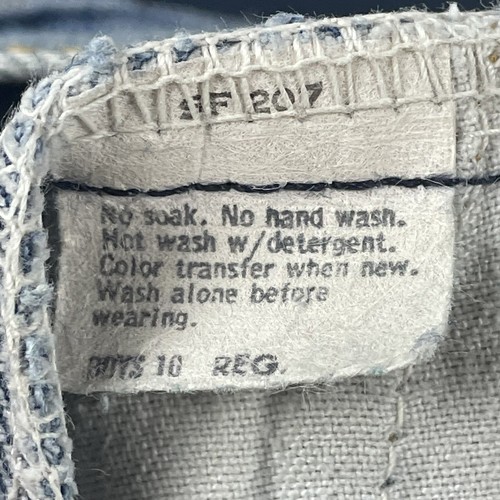 SF 207
No soak. No hand wash.
Hot wash w/detergent.
Color transfer when new.
Wash alone before
wearing.
BOYS 10 REG.